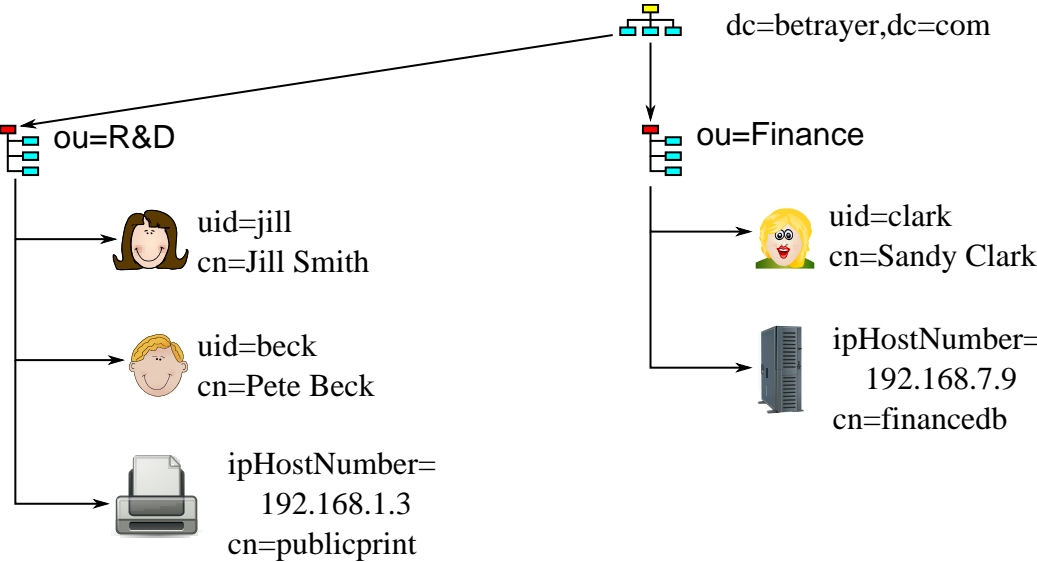 dc=betrayer,dc=com
ou=R&D
ou=Finance
uid=jill
cn=Jill Smith
uid=clark
cn=Sandy Clark
uid=beck
cn=Pete Beck
ipHostNumber=
192.168.7.9
cn=financedb
ipHostNumber=
192.168.1.3
cn=publicprint